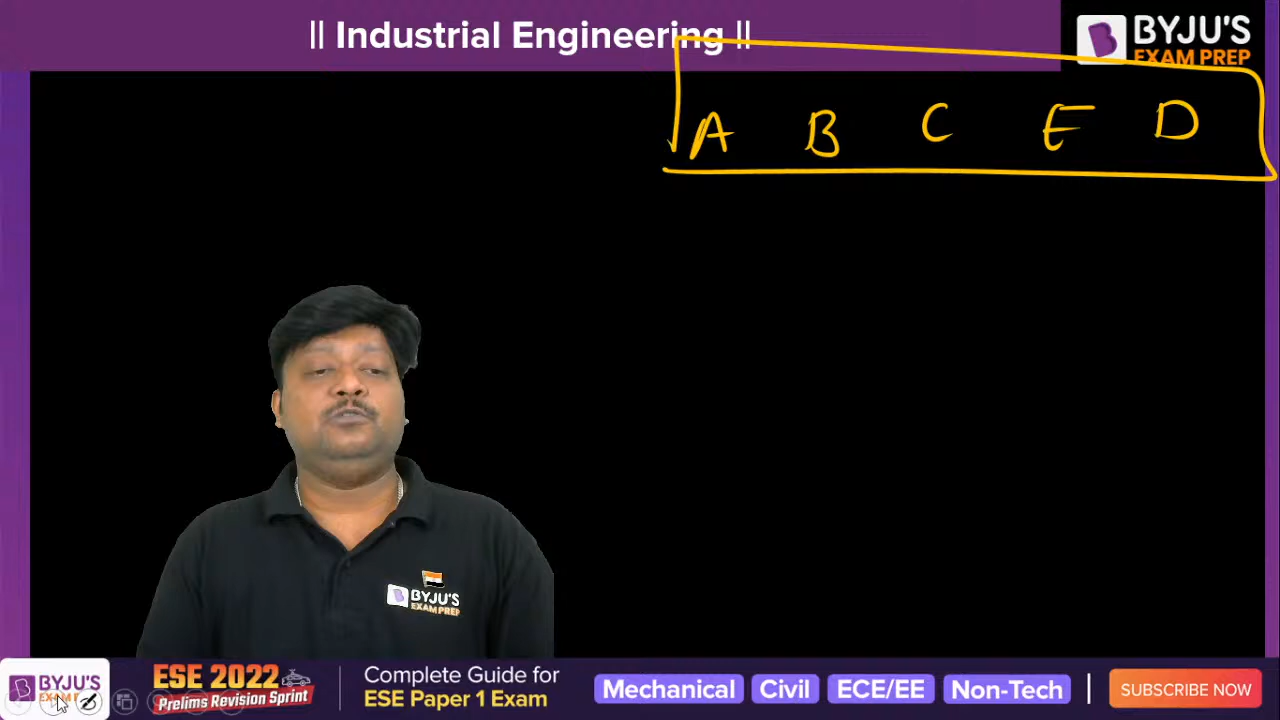 || Industrial Engineering ||
BYJU'S
EXAM PREP
A B C E D
BYJU'S
EXAM PREP
BYJU'S
ESE 2022
Prelims Revision Sprint
Complete Guide for
ESE Paper 1 Exam
Mechanical
Civil
ECE/EE
Non-Tech
SUBSCRIBE NOW